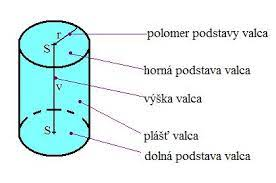 r
polomer podstavy valca
S
horná podstava valca
v
výška valca
plášť valca
S
dolná podstava valca